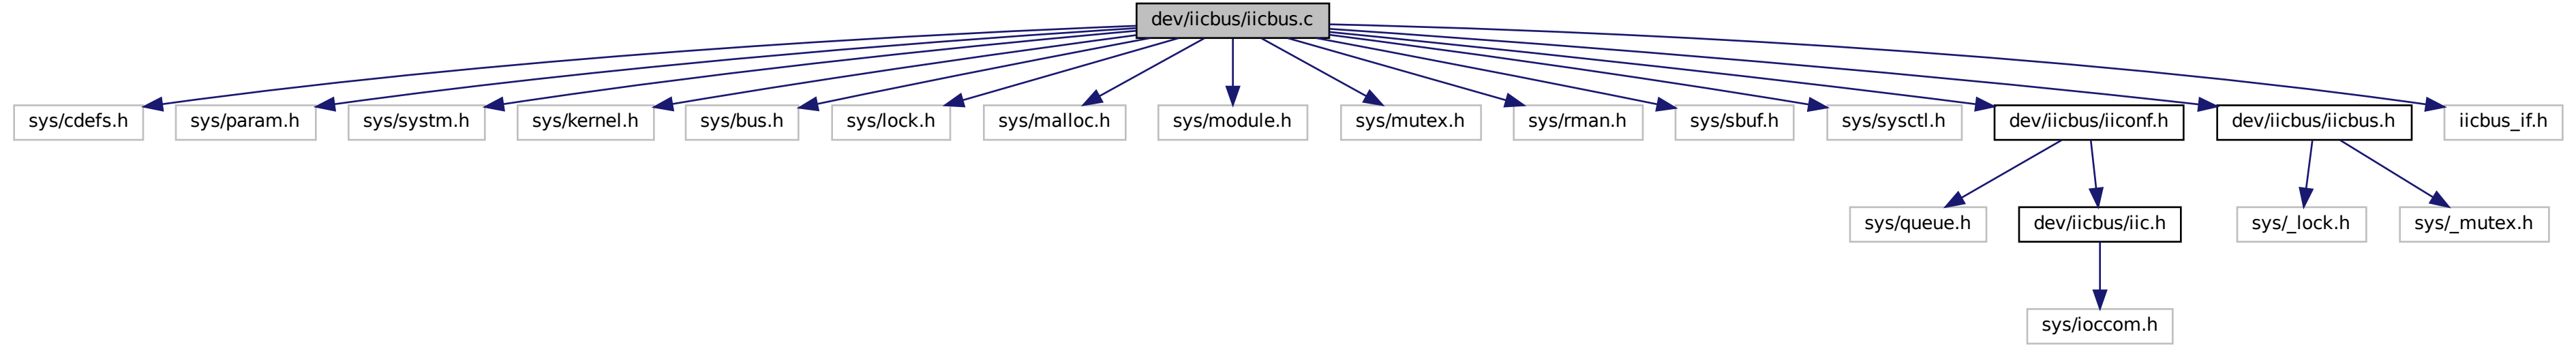 dev/iicbus/iicbus.c
sys/cdefs.h
sys/param.h
sys/systm.h
sys/kernel.h
sys/bus.h
sys/lock.h
sys/malloc.h
sys/module.h
sys/mutex.h
sys/rman.h
sys/sbuf.h
sys/sysctl.h
dev/iicbus/iiconf.h
dev/iicbus/iicbus.h
iicbus_if.h
sys/queue.h
dev/iicbus/iic.h
sys/_lock.h
sys/_mutex.h
sys/ioccom.h